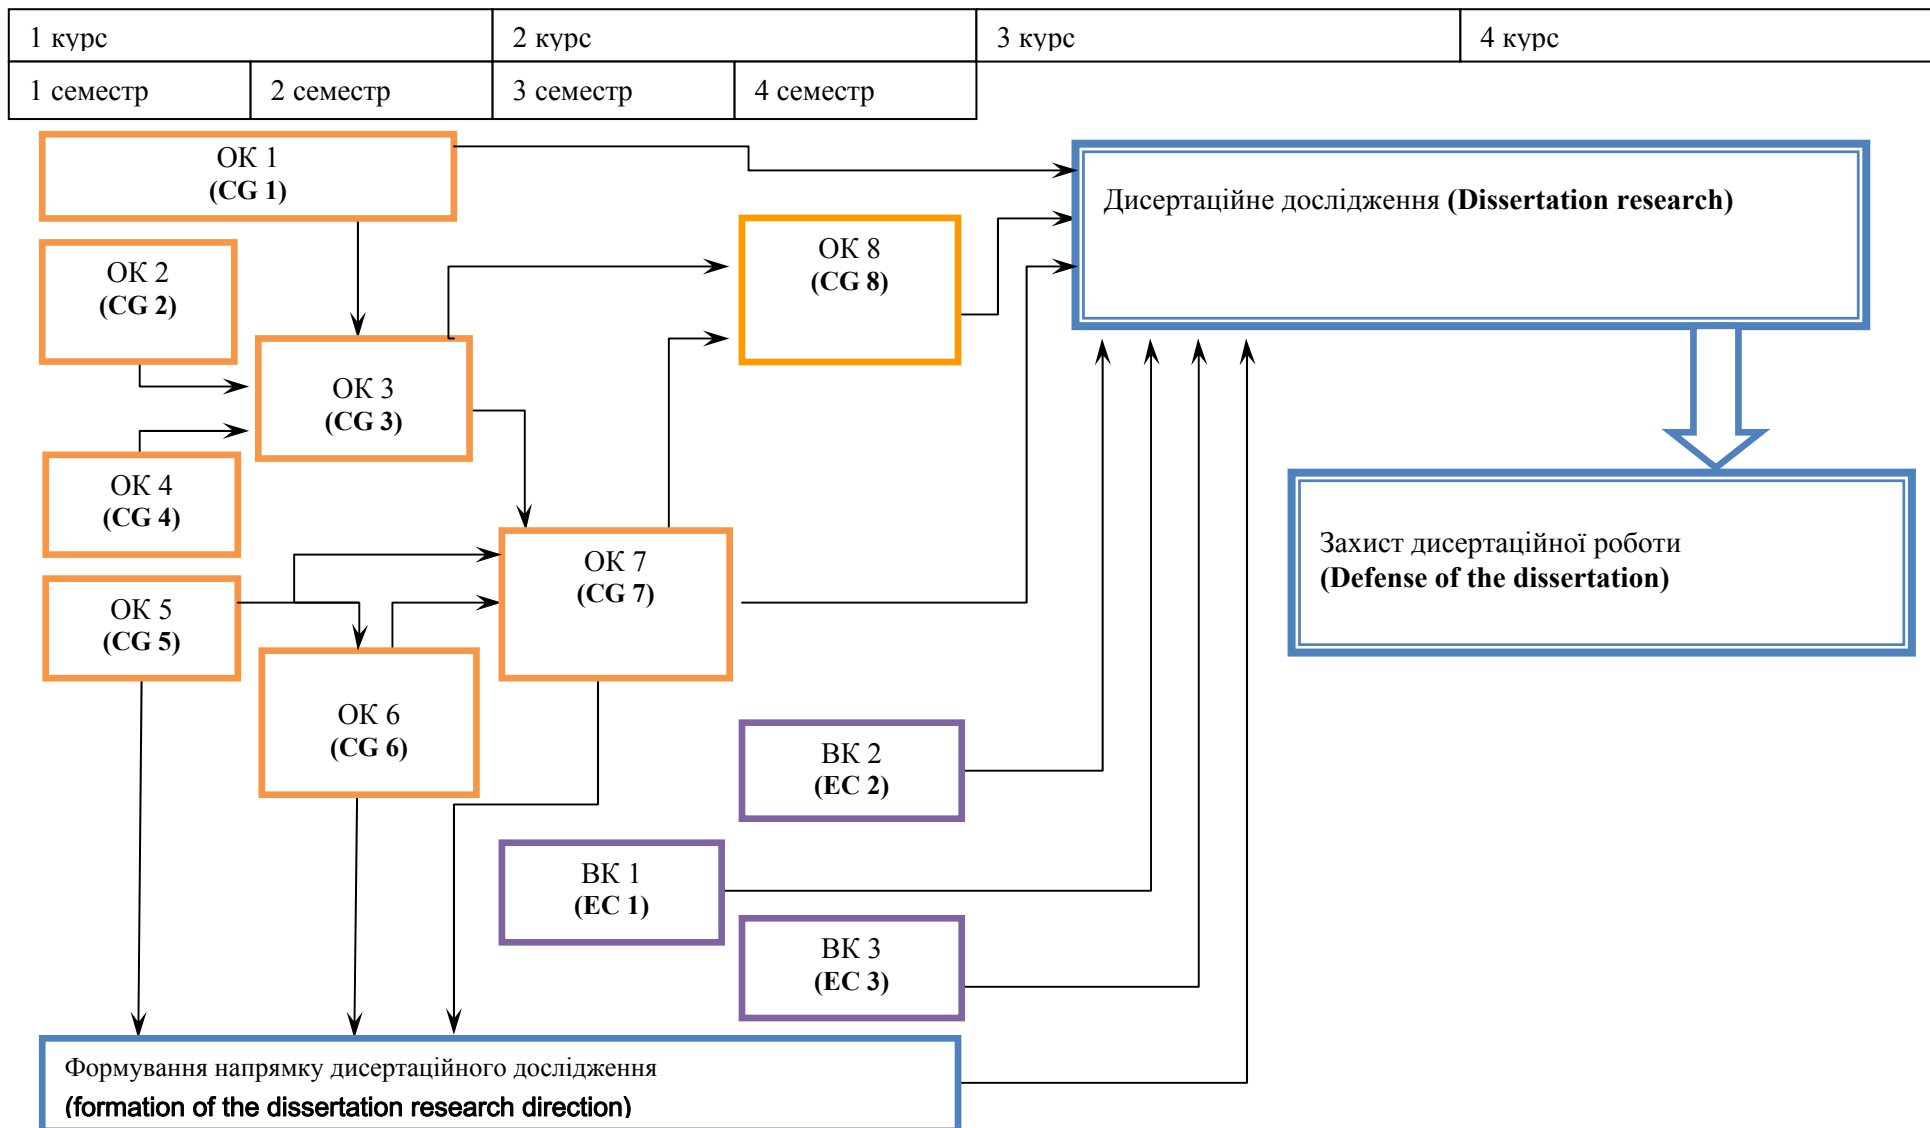 1 курс
2 курс
3 курс
4 курс
1 семестр
2 семестр
3 семестр
4 семестр
ОК 1
(CG 1)
ОК 2
(CG 2)
ОК 3
(CG 3)
ОК 4
(CG 4)
ОК 5
(CG 5)
ОК 6
(CG 6)
ОК 7
(CG 7)
ОК 8
(CG 8)
ВК 2
(EC 2)
ВК 1
(EC 1)
ВК 3
(EC 3)
Дисертаційне дослідження (Dissertation research)
Захист дисертаційної роботи
(Defense of the dissertation)
Формування напрямку дисертаційного дослідження
(formation of the dissertation research direction)